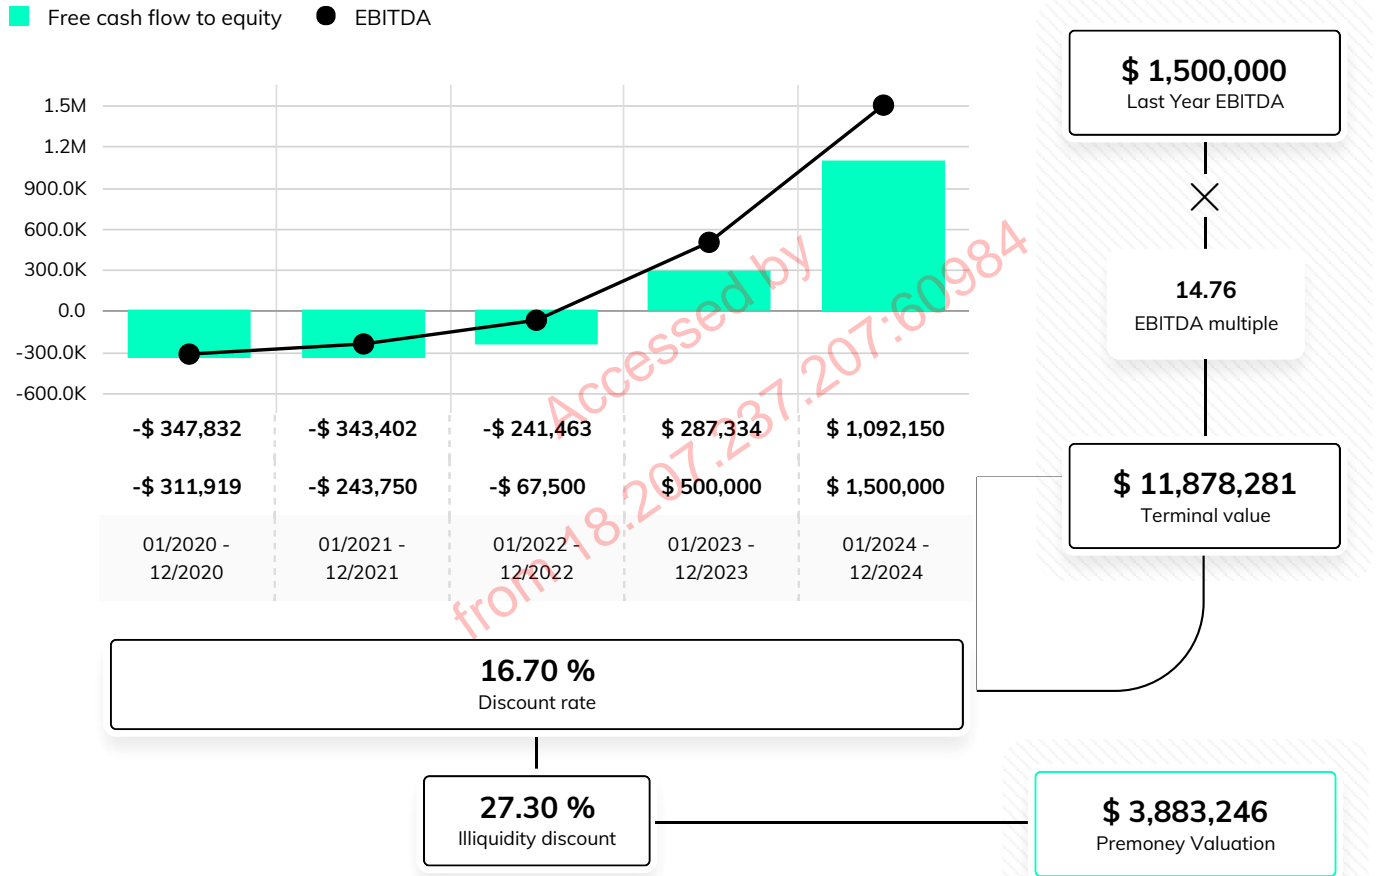 Free cash flow to equity
EBITDA
$ 1,500,000
Last Year EBITDA
1.5M
1.2M
900.0K
600.0K
300.0K
0.0
-300.0K
-600.0K
14.76
EBITDA multiple
-$ 347,832
-$ 343,402
-$ 241,463
$ 287,334
$ 1,092,150
-$ 311,919
-$ 243,750
-$ 67,500
$ 500,000
$ 1,500,000
01/2020 -
12/2020
01/2021 -
12/2021
01/2022 -
12/2022
01/2023 -
12/2023
01/2024 -
12/2024
$ 11,878,281
Terminal value
16.70 %
Discount rate
27.30 %
Illiquidity discount
$ 3,883,246
Premoney Valuation
Accessed by
from 18.207.237.207:60984